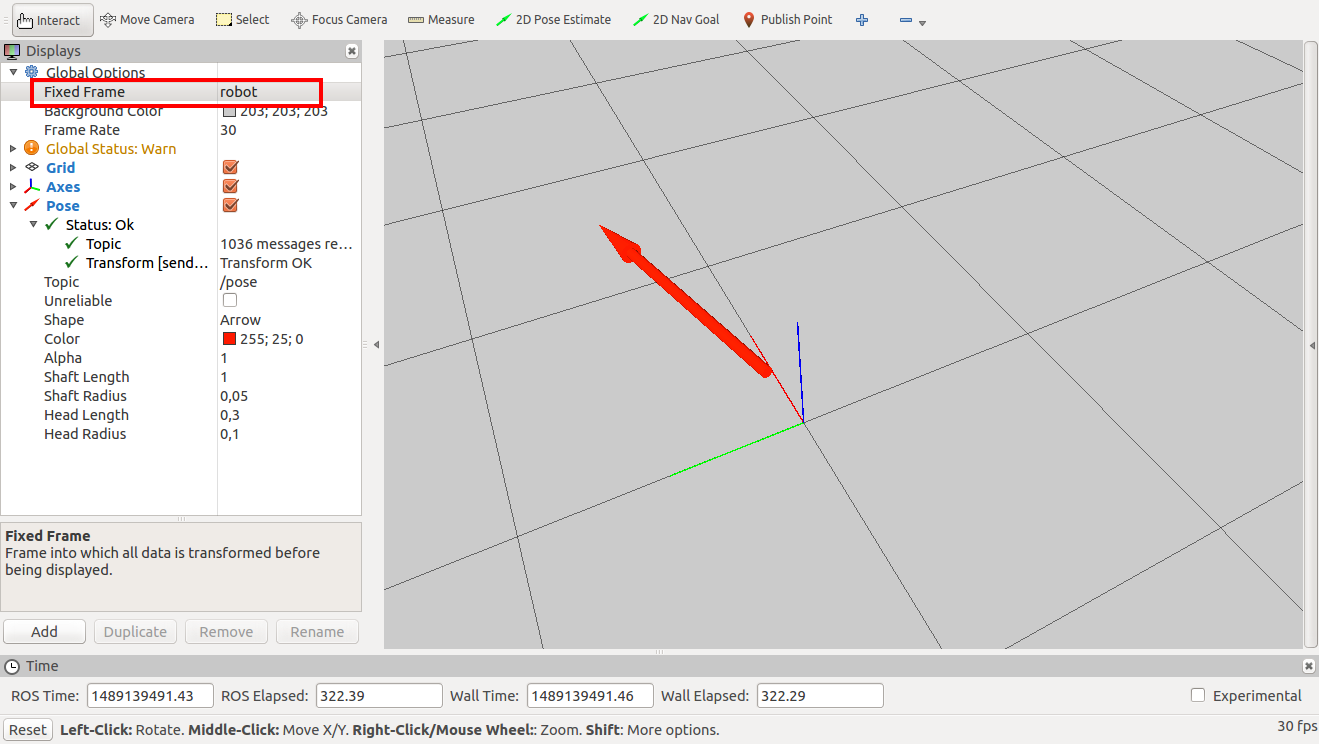 Interact Move Camera Select Focus Camera Measure 2D Pose Estimate 2D Nav Goal Publish Point
Displays
Global Options
Fixed Frame robot
Background Color 203; 203; 203
Frame Rate 30
Global Status: Warn
Grid
Axes
Pose
Status: Ok
Topic 1036 messages re...
Transform [send... Transform OK
Topic /pose
Unreliable
Shape Arrow
Color 255; 25; 0
Alpha 1
Shaft Length 1
Shaft Radius 0,05
Head Length 0,3
Head Radius 0,1
Fixed Frame
Frame into which all data is transformed before
being displayed.
Add Duplicate Remove Rename
Time
ROS Time: 1489139491.43 ROS Elapsed: 322.39 Wall Time: 1489139491.46 Wall Elapsed: 322.29 Experimental
Reset Left-Click: Rotate. Middle-Click: Move X/Y. Right-Click/Mouse Wheel:: Zoom. Shift: More options. 30 fps